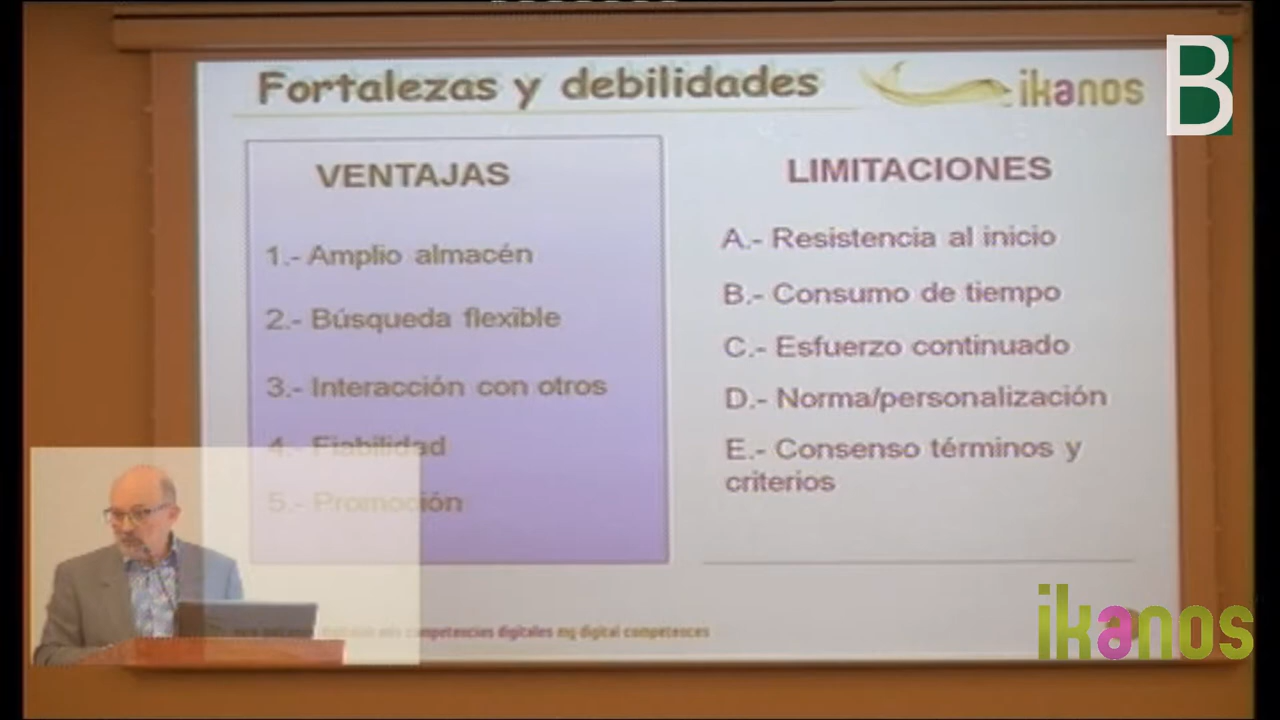 Fortalezas y debilidades
ikanos
B
VENTAJAS
1.- Amplio almacén
2.- Búsqueda flexible
3.- Interacción con otros
4.- Fiabilidad
5.- Promoción
LIMITACIONES
A.- Resistencia al inicio
B.- Consumo de tiempo
C.- Esfuerzo continuado
D.- Norma/personalización
E.- Consenso términos y
criterios
competencias digitales my digital competences
ikanos